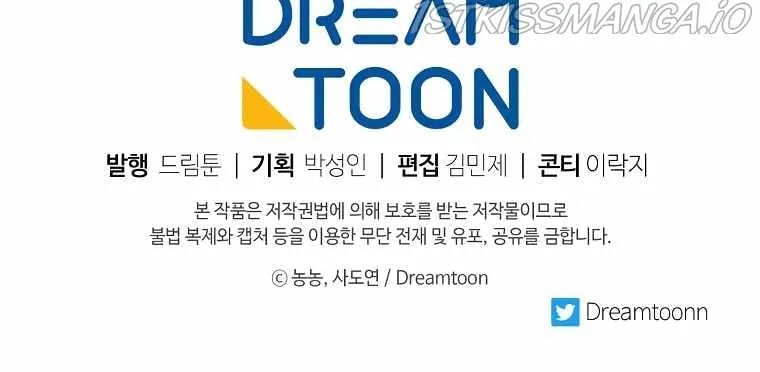 DREAM
1STKISSMANGA.IO
TOON
발행 드림툰 | 기획 박성인 | 편집 김민제 | 콘티 이락지
본 작품은 저작권법에 의해 보호를 받는 저작물이므로
불법 복제와 캡처 등을 이용한 무단 전재 및 유포, 공유를 금합니다.
ⓒ 농농, 사도연 / Dreamtoon
Dreamtoonn